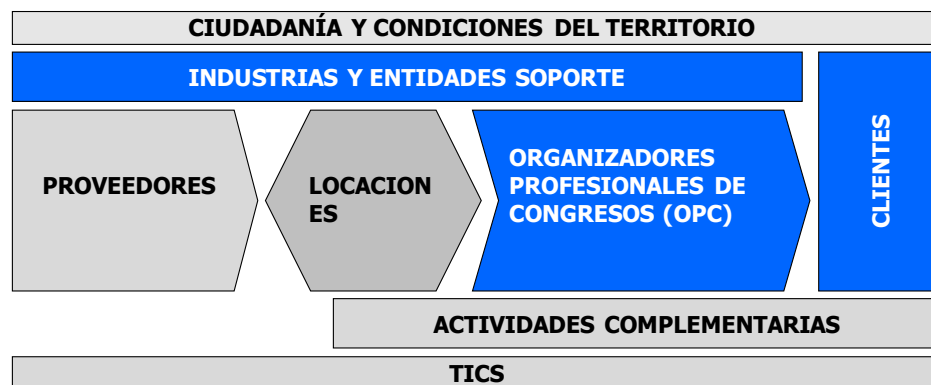 CIUDADANÍA Y CONDICIONES DEL TERRITORIO
INDUSTRIAS Y ENTIDADES SOPORTE
PROVEEDORES
LOCACION
ES
ORGANIZADORES
PROFESIONALES DE
CONGRESOS (OPC)
CLIENTES
ACTIVIDADES COMPLEMENTARIAS
TICS